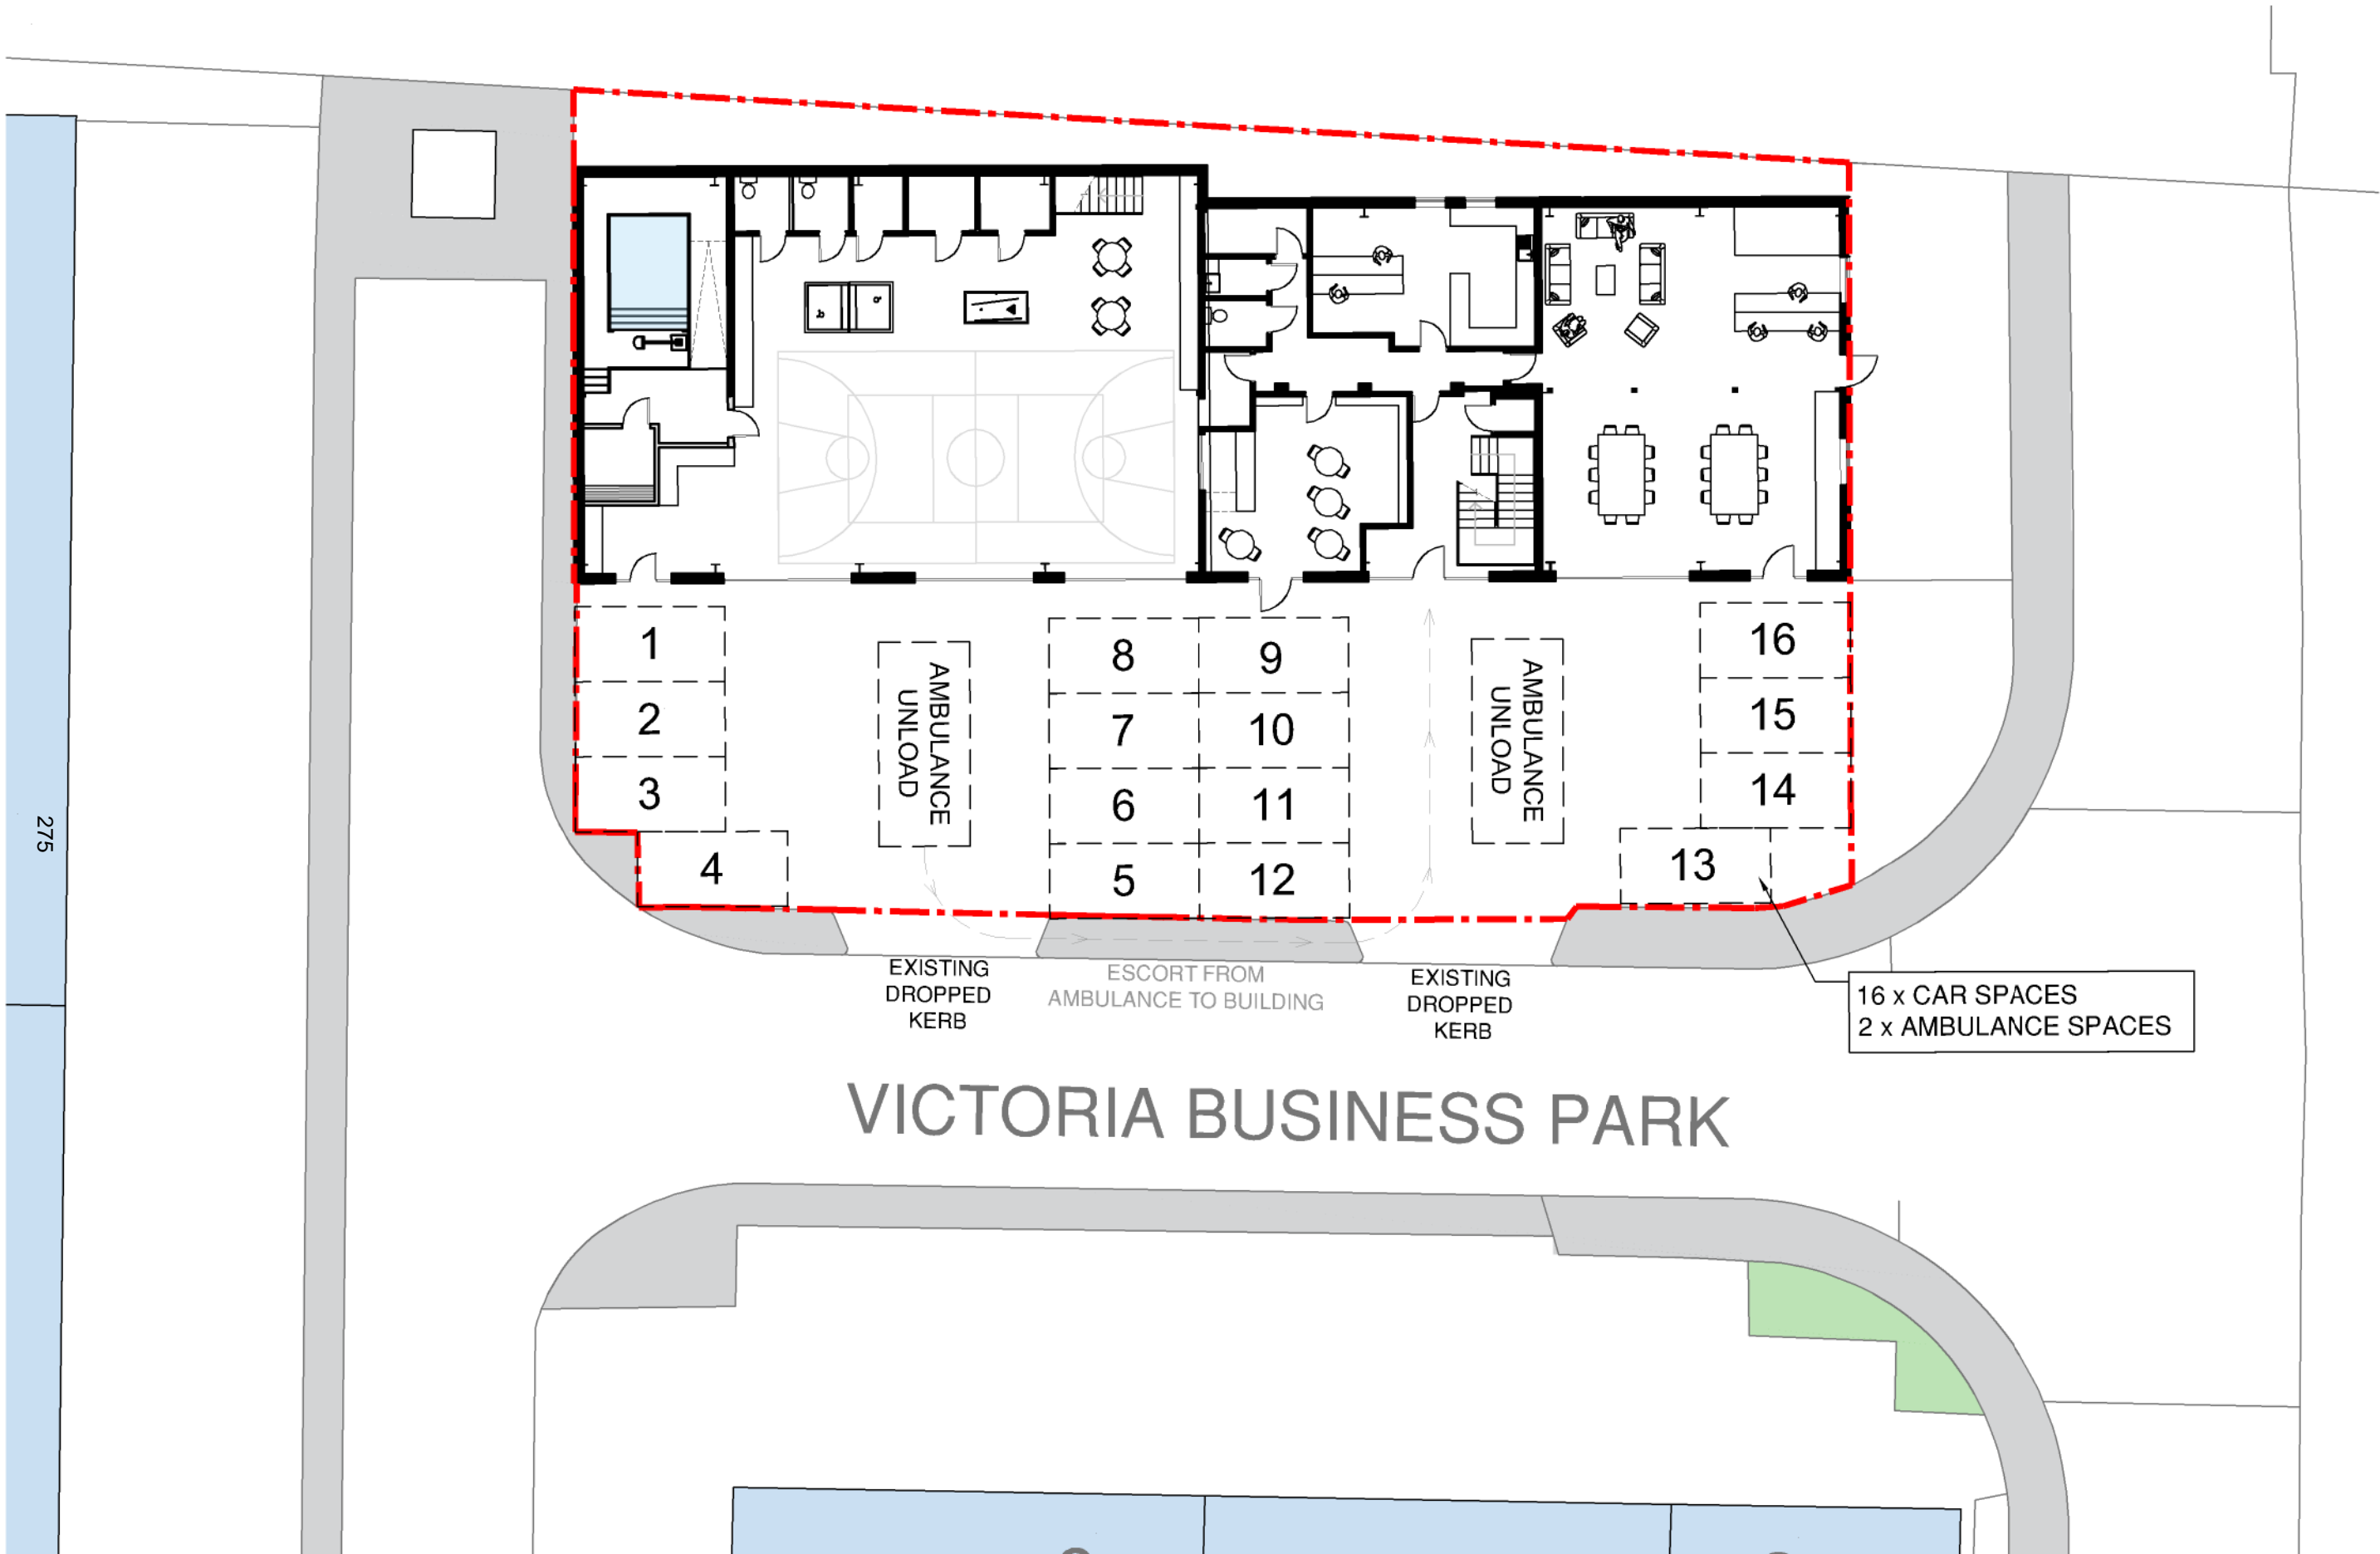 1
2
3
4
AMBULANCE
UNLOAD
8
7
6
5
9
10
11
12
AMBULANCE
UNLOAD
16
15
14
13
275
EXISTING
DROPPED
KERB
ESCORT FROM
AMBULANCE TO BUILDING
EXISTING
DROPPED
KERB
16 x CAR SPACES
2 x AMBULANCE SPACES
VICTORIA BUSINESS PARK